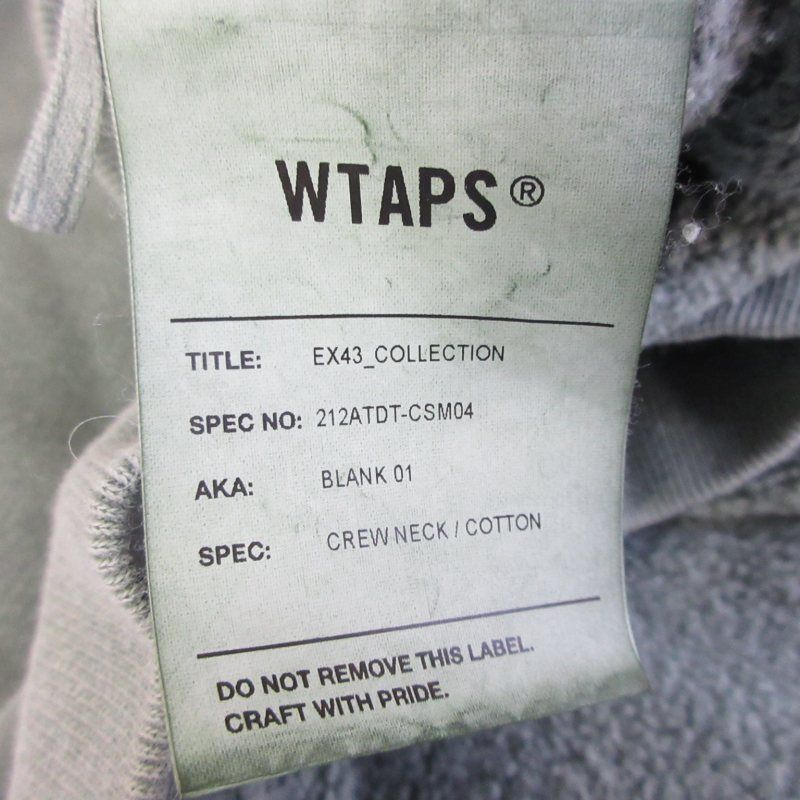 WTAPS®
TITLE: EX43_COLLECTION
SPEC NO: 212ATDT-CSM04
AKA: BLANK 01
SPEC: CREW NECK / COTTON
DO NOT REMOVE THIS LABEL.
CRAFT WITH PRIDE.